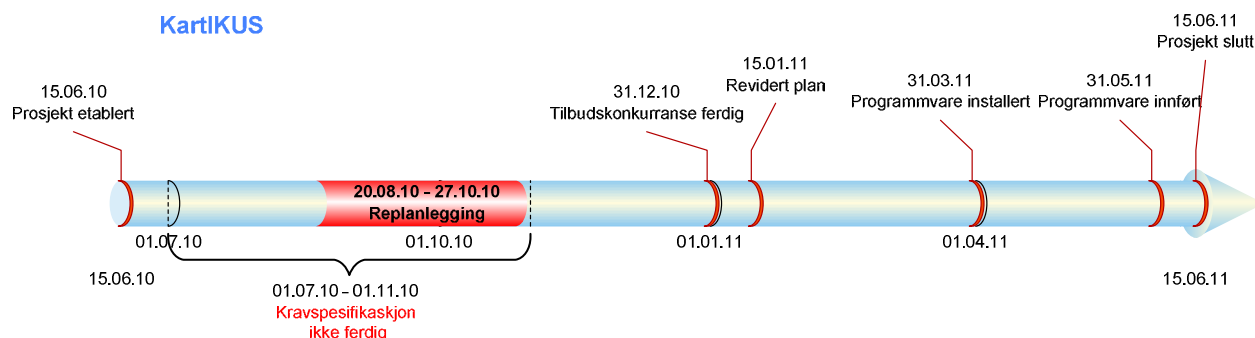 KartIKUS
15.06.10
Prosjekt etablert
31.12.10
Tilbudskonkurranse ferdig
15.01.11
Revidert plan
31.03.11
Programmvare installert
31.05.11
Programmvare innført
15.06.11
Prosjekt slutt
20.08.10 - 27.10.10
Replanlegging
01.07.10
01.10.10
01.01.11
01.04.11
15.06.10
15.06.11
01.07.10 - 01.11.10
Kravspesifikaskjon
ikke ferdig